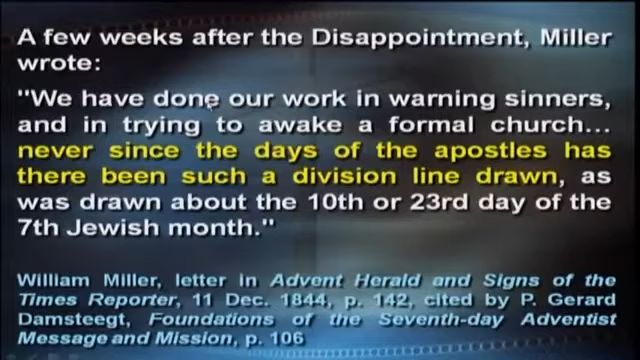 A few weeks after the Disappointment, Miller
wrote:
"We have done our work in warning sinners,
and in trying to awake a formal church...
never since the days of the apostles has
there been such a division line drawn, as
was drawn about the 10th or 23rd day of the
7th Jewish month."
William Miller, letter in Advent Herald and Signs of the
Times Reporter, 11 Dec. 1844, p. 142, cited by P. Gerard
Damsteegt, Foundations of the Seventh-day Adventist
Message and Mission, p. 106